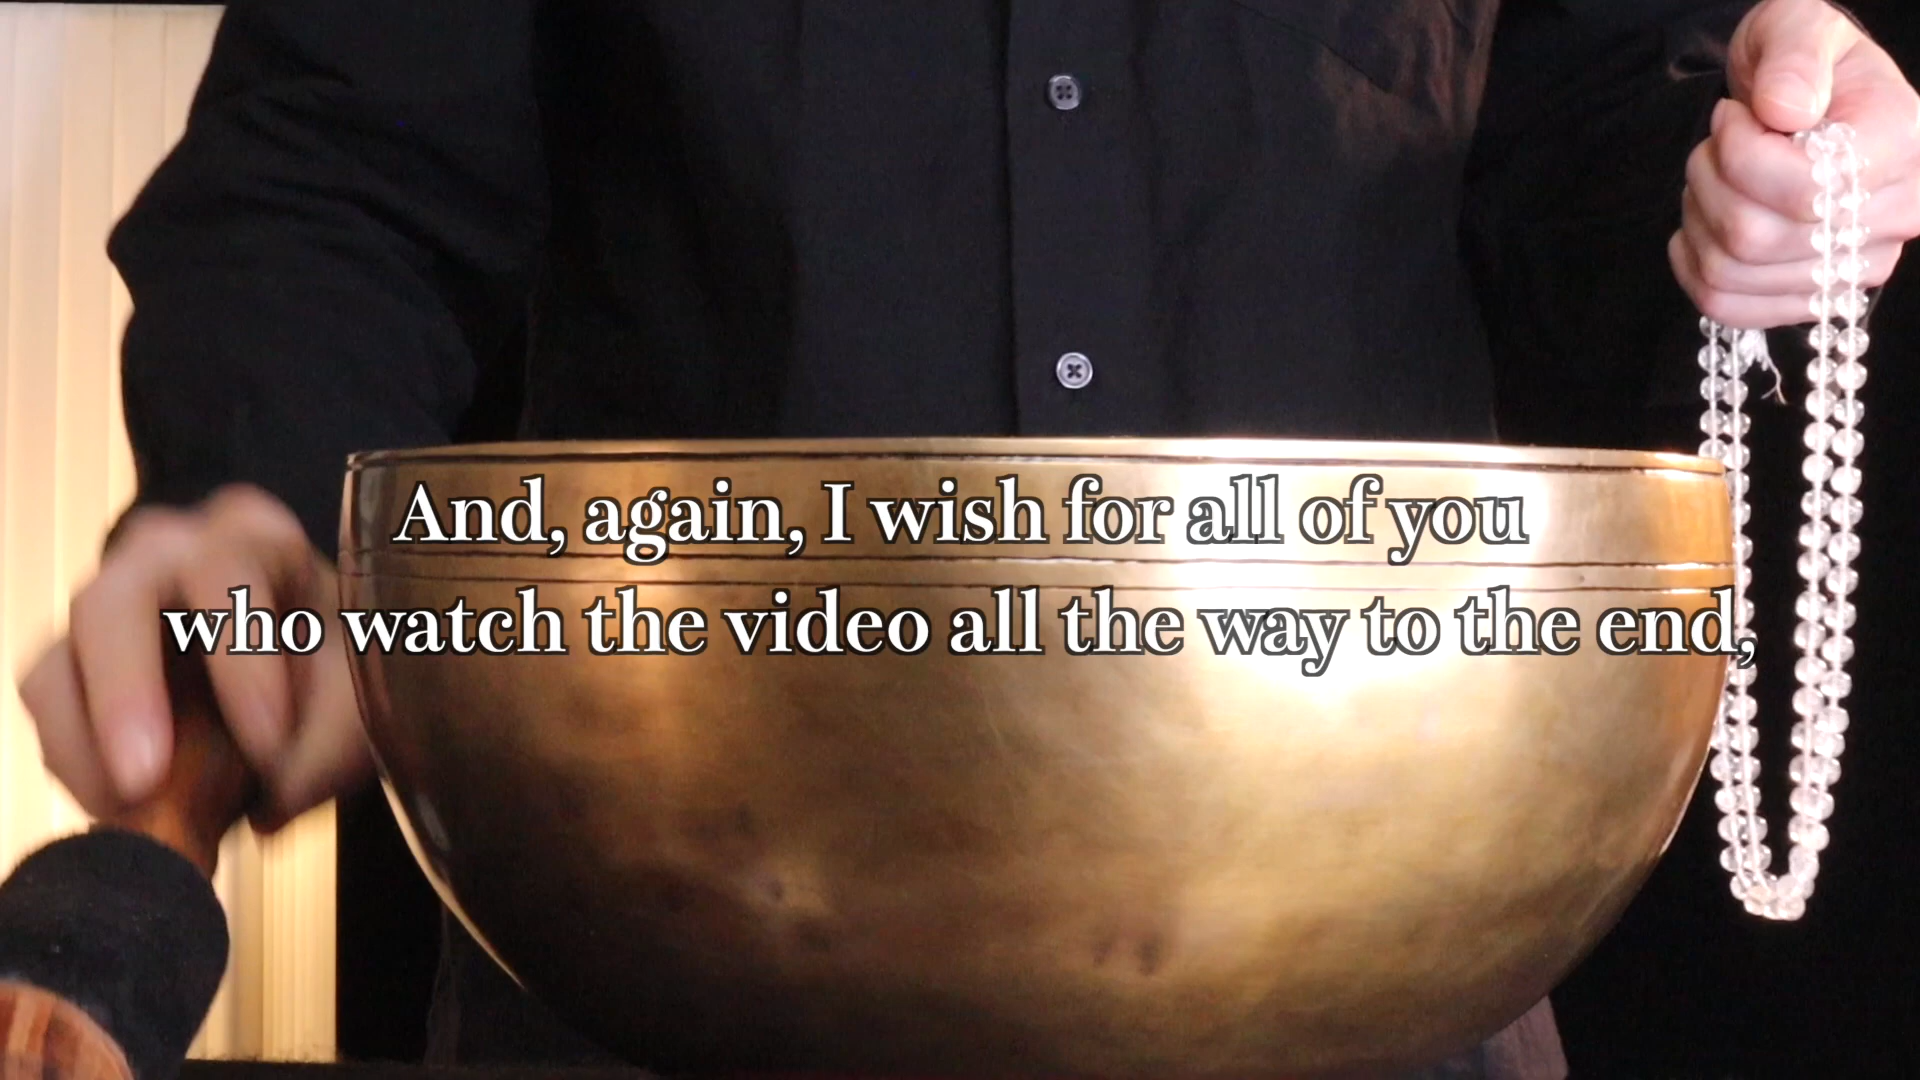 And, again, I wish for all of you
who watch the video all the way to the end,